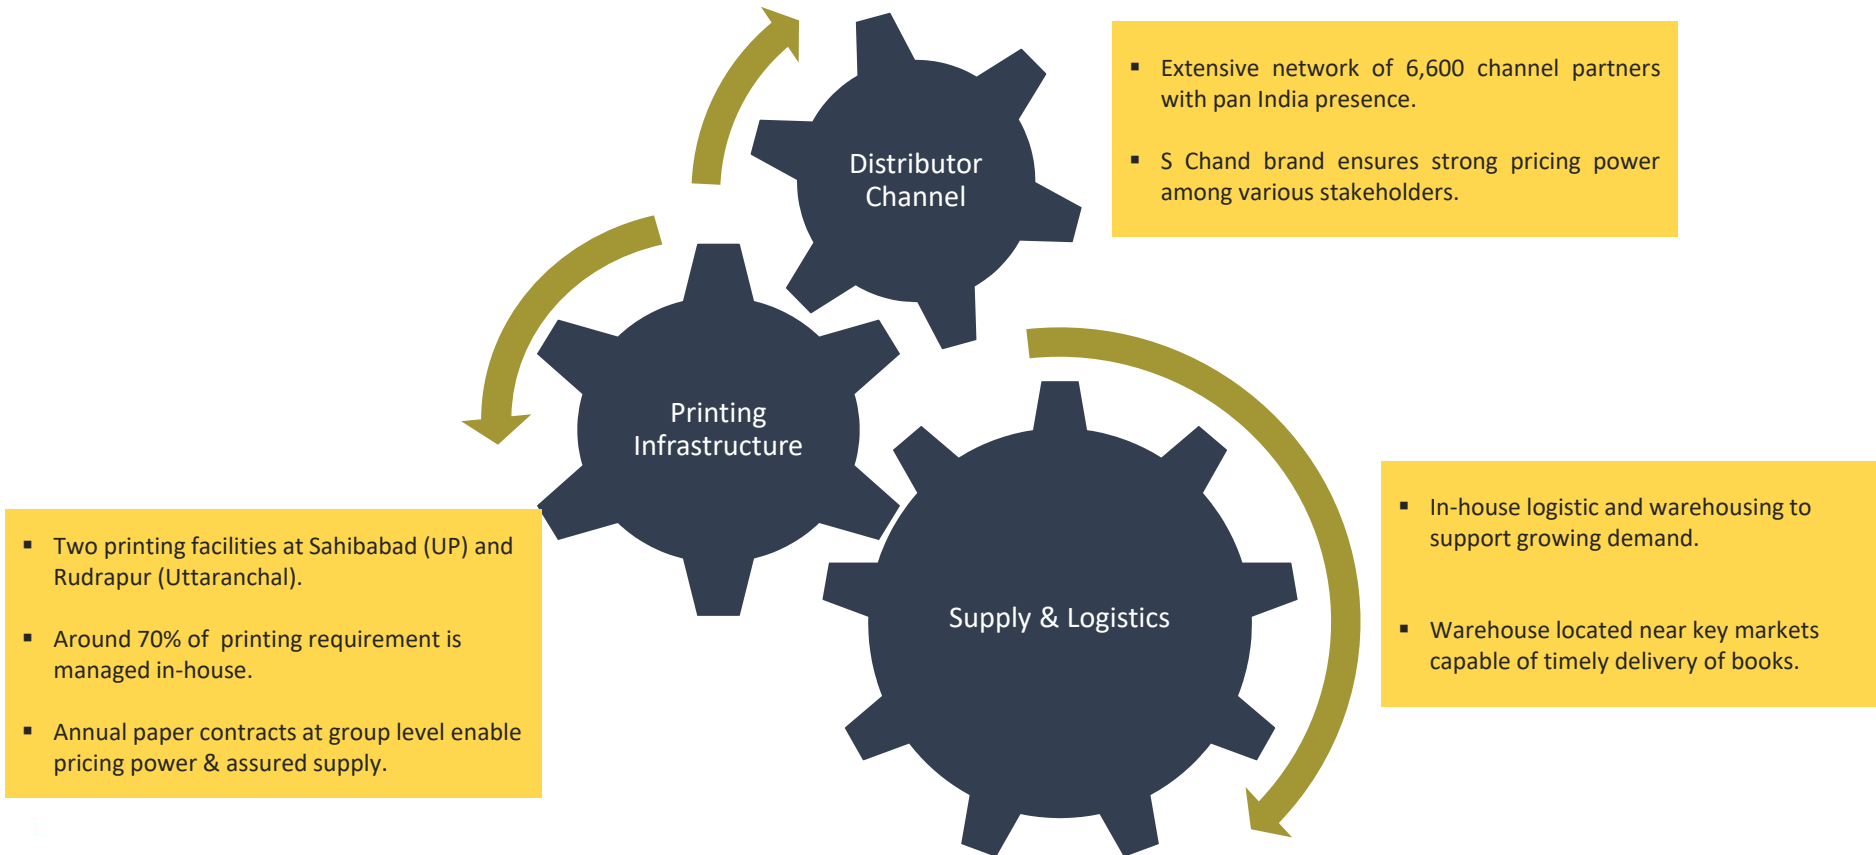 ▪ Extensive network of 6,600 channel partners
with pan India presence.
▪ S Chand brand ensures strong pricing power
among various stakeholders.
Distributor
Channel
Printing
Infrastructure
Supply & Logistics
▪ Two printing facilities at Sahibabad (UP) and
Rudrapur (Uttaranchal).
▪ Around 70% of printing requirement is
managed in-house.
▪ Annual paper contracts at group level enable
pricing power & assured supply.
▪ In-house logistic and warehousing to
support growing demand.
▪ Warehouse located near key markets
capable of timely delivery of books.